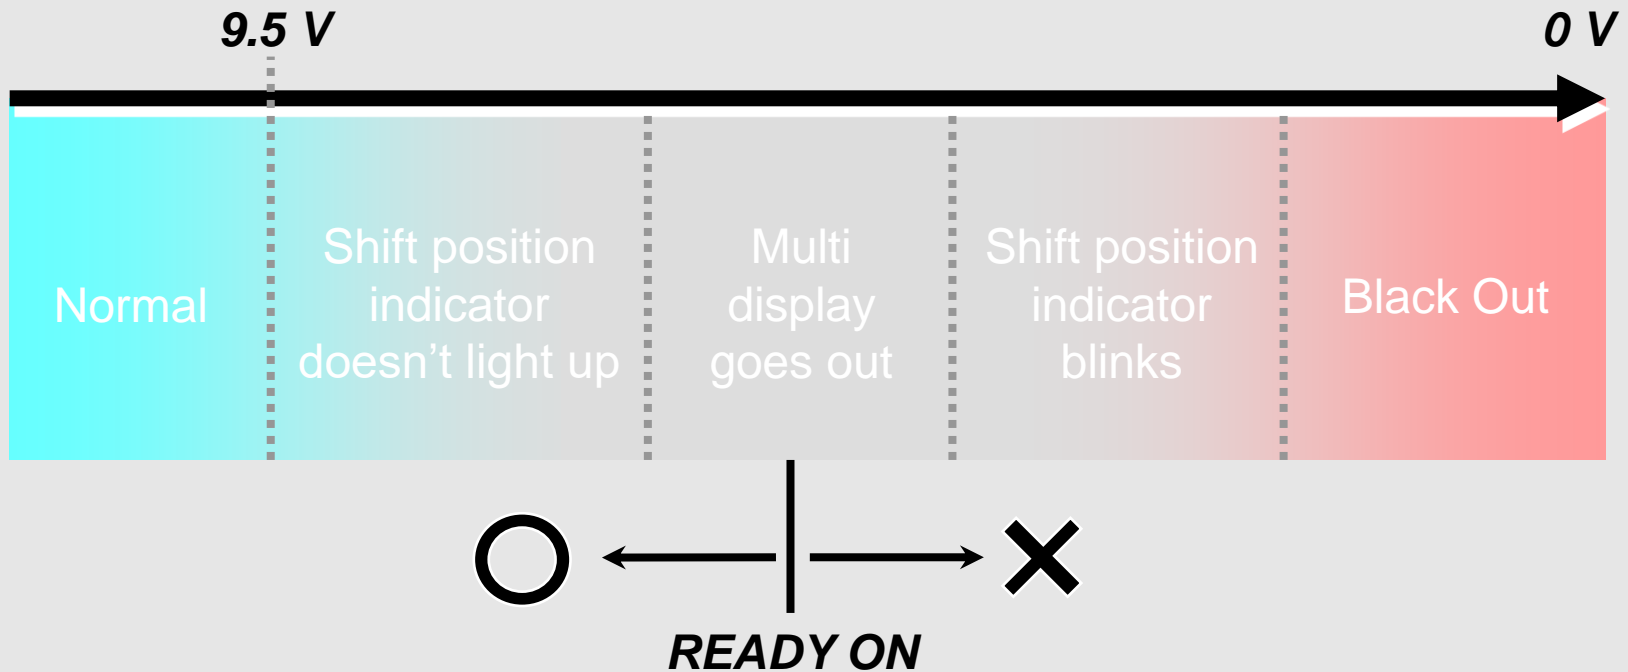 9.5 V
0 V
Normal
Shift position
indicator
doesn’t light up
Multi
display
goes out
Shift position
indicator
blinks
Black Out
READY ON